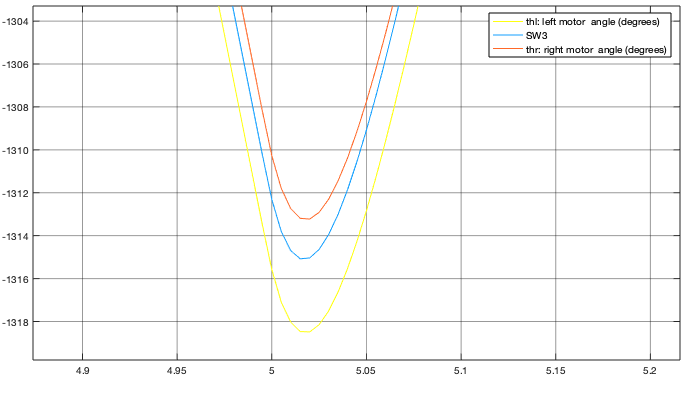 -1304
-1306
-1308
-1310
-1312
-1314
-1316
-1318
thl: left motor angle (degrees)
SW3
thr: right motor angle (degrees)
4.9 4.95 5 5.05 5.1 5.15 5.2